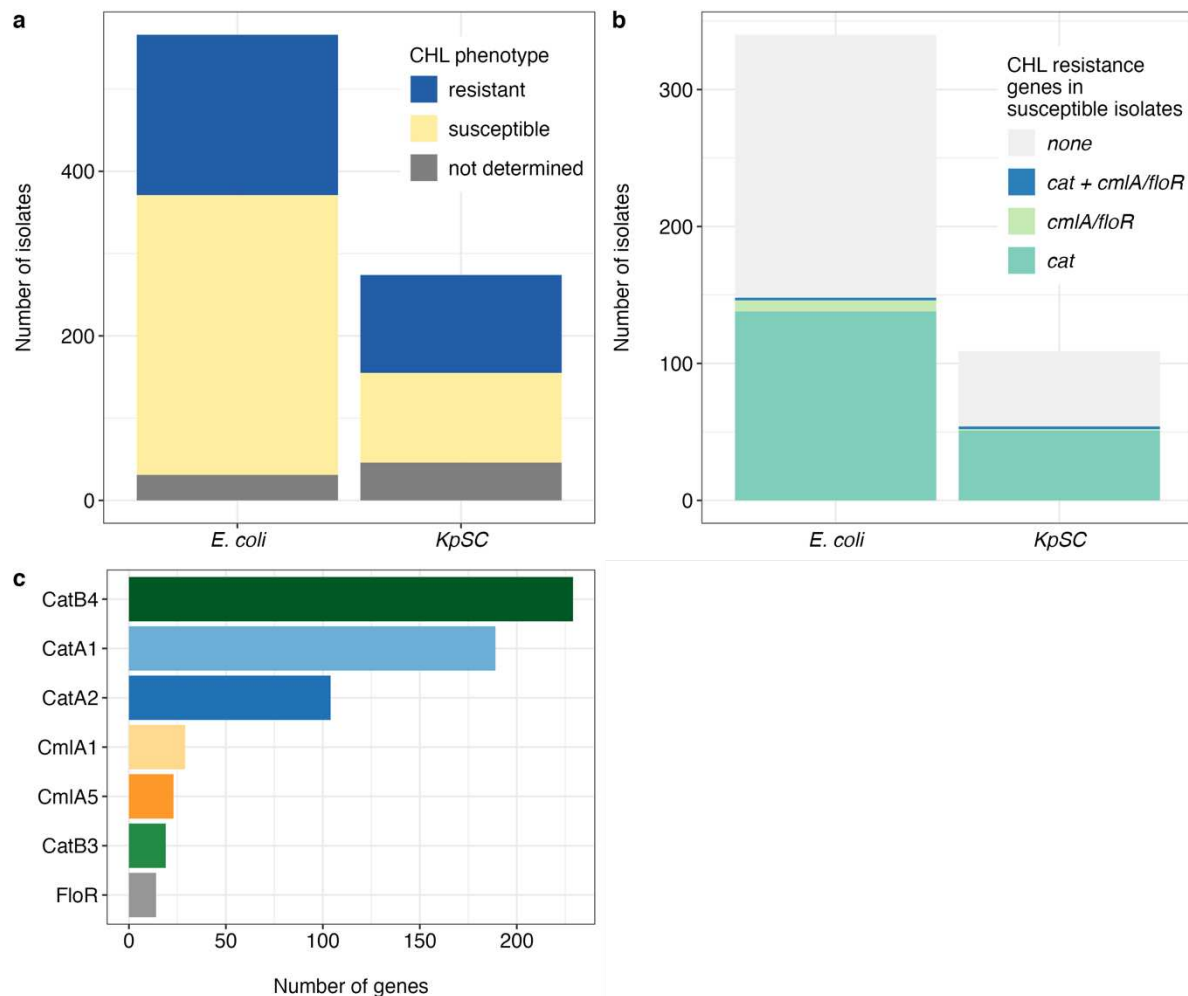 a
Number of isolates
400
200
0
E. coli
KpSC
CHL phenotype
resistant
susceptible
not determined
b
Number of isolates
300
200
100
0
E. coli
KpSC
CHL resistance
genes in
susceptible isolates
none
cat + cmlA/floR
cmlA/floR
cat
c
CatB4
CatA1
CatA2
CmlA1
CmlA5
CatB3
FloR
0 50 100 150 200
Number of genes